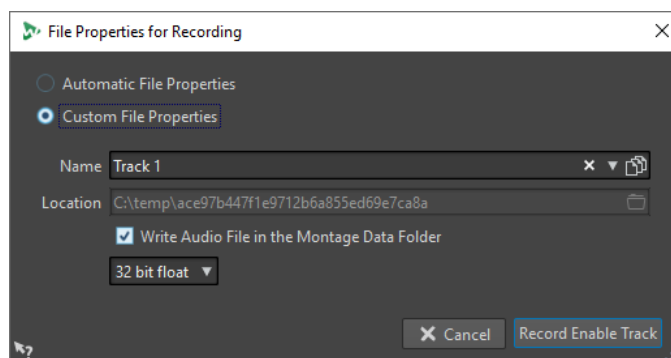 File Properties for Recording
Automatic File Properties
Custom File Properties
Name Track 1
Location C:\temp\ace97b447f1e9712b6a855ed69e7ca8a
Write Audio File in the Montage Data Folder
32 bit float
Cancel Record Enable Track